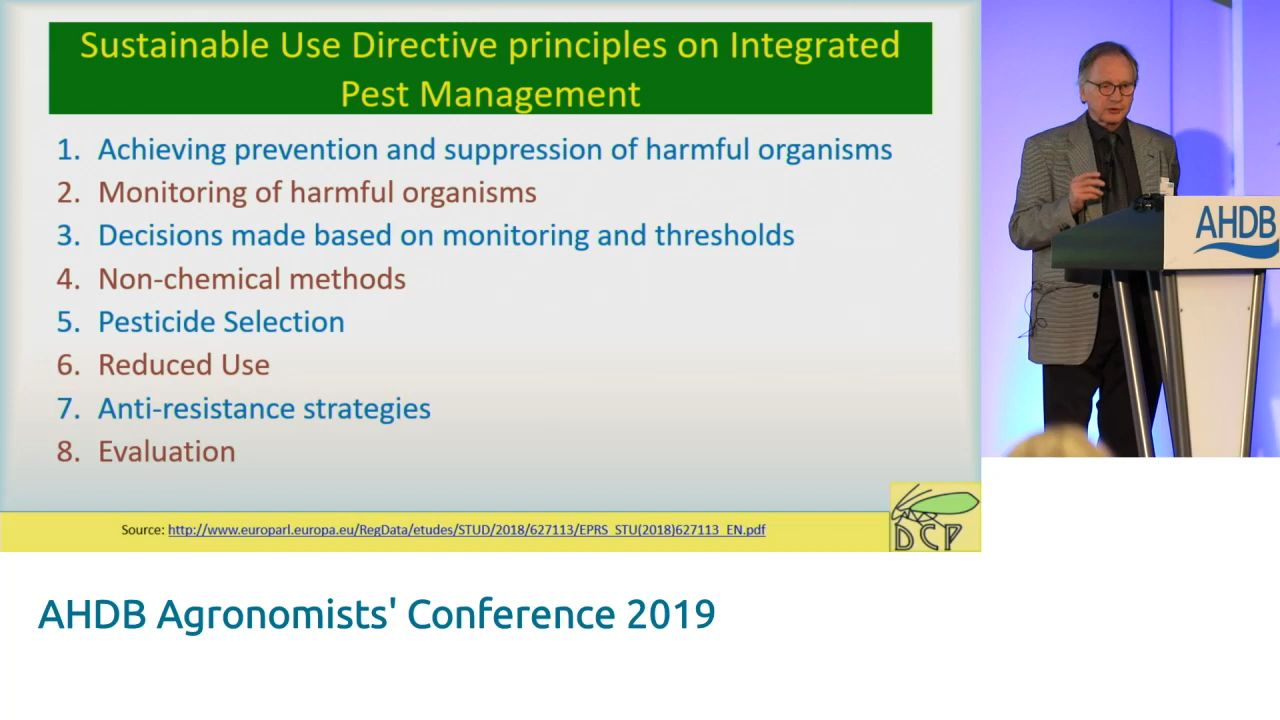 Sustainable Use Directive principles on Integrated
Pest Management
1. Achieving prevention and suppression of harmful organisms
2. Monitoring of harmful organisms
3. Decisions made based on monitoring and thresholds
4. Non-chemical methods
5. Pesticide Selection
6. Reduced Use
7. Anti-resistance strategies
8. Evaluation
Source: http://www.europarl.europa.eu/RegData/etudes/STUD/2018/627113/EPRS_STU(2018)627113_EN.pdf
DCP
AHDB
AHDB Agronomists' Conference 2019